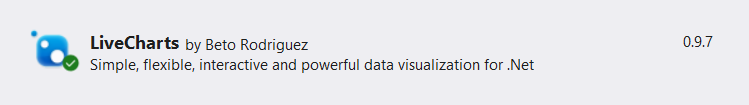 LiveCharts by Beto Rodriguez 0.9.7
Simple, flexible, interactive and powerful data visualization for .Net